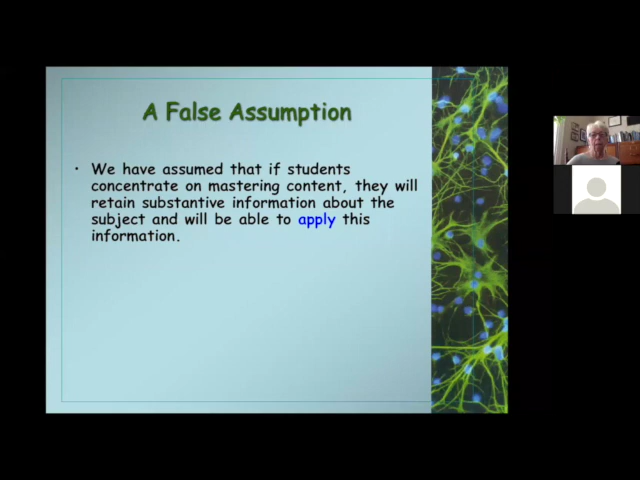 A False Assumption
• We have assumed that if students
concentrate on mastering content, they will
retain substantive information about the
subject and will be able to apply this
information.